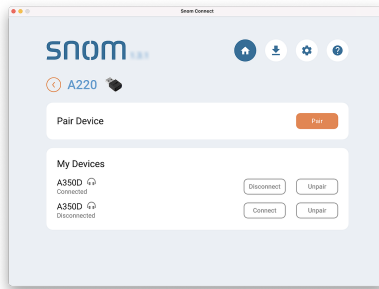 Snom Connect
snom
A220
Pair Device
Pair
My Devices
A350D
Connected
Disconnect
Unpair
A350D
Disconnected
Connect
Unpair